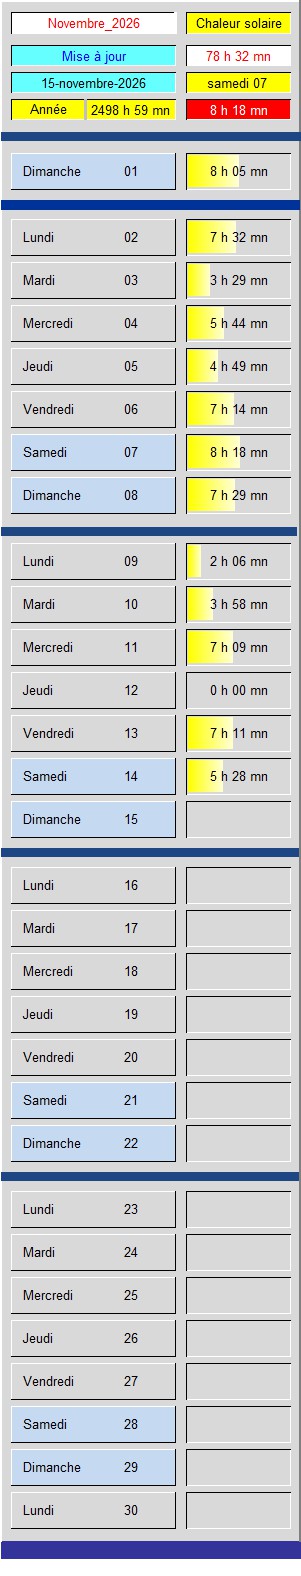 Novembre_2026 Chaleur solaire
Mise à jour 78 h 32 mn
15-novembre-2026 samedi 07
Année 2498 h 59 mn 8 h 18 mn
Dimanche 01 8 h 05 mn
Lundi 02 7 h 32 mn
Mardi 03 3 h 29 mn
Mercredi 04 5 h 44 mn
Jeudi 05 4 h 49 mn
Vendredi 06 7 h 14 mn
Samedi 07 8 h 18 mn
Dimanche 08 7 h 29 mn
Lundi 09 2 h 06 mn
Mardi 10 3 h 58 mn
Mercredi 11 7 h 09 mn
Jeudi 12 0 h 00 mn
Vendredi 13 7 h 11 mn
Samedi 14 5 h 28 mn
Dimanche 15
Lundi 16
Mardi 17
Mercredi 18
Jeudi 19
Vendredi 20
Samedi 21
Dimanche 22
Lundi 23
Mardi 24
Mercredi 25
Jeudi 26
Vendredi 27
Samedi 28
Dimanche 29
Lundi 30